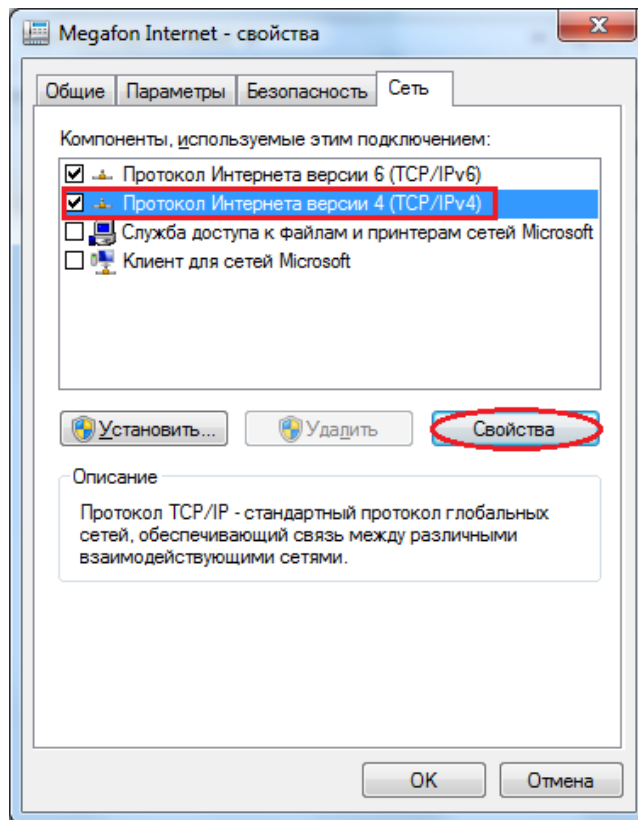 Megafon Internet - свойства
Общие Параметры Безопасность Сеть
Компоненты, используемые этим подключением:
Протокол Интернета версии 6 (TCP/IPv6)
Протокол Интернета версии 4 (TCP/IPv4)
Служба доступа к файлам и принтерам сетей Microsoft
Клиент для сетей Microsoft
Установить... Удалить Свойства
Описание
Протокол TCP/IP - стандартный протокол глобальных
сетей, обеспечивающий связь между различными
взаимодействующими сетями.
ОК Отмена